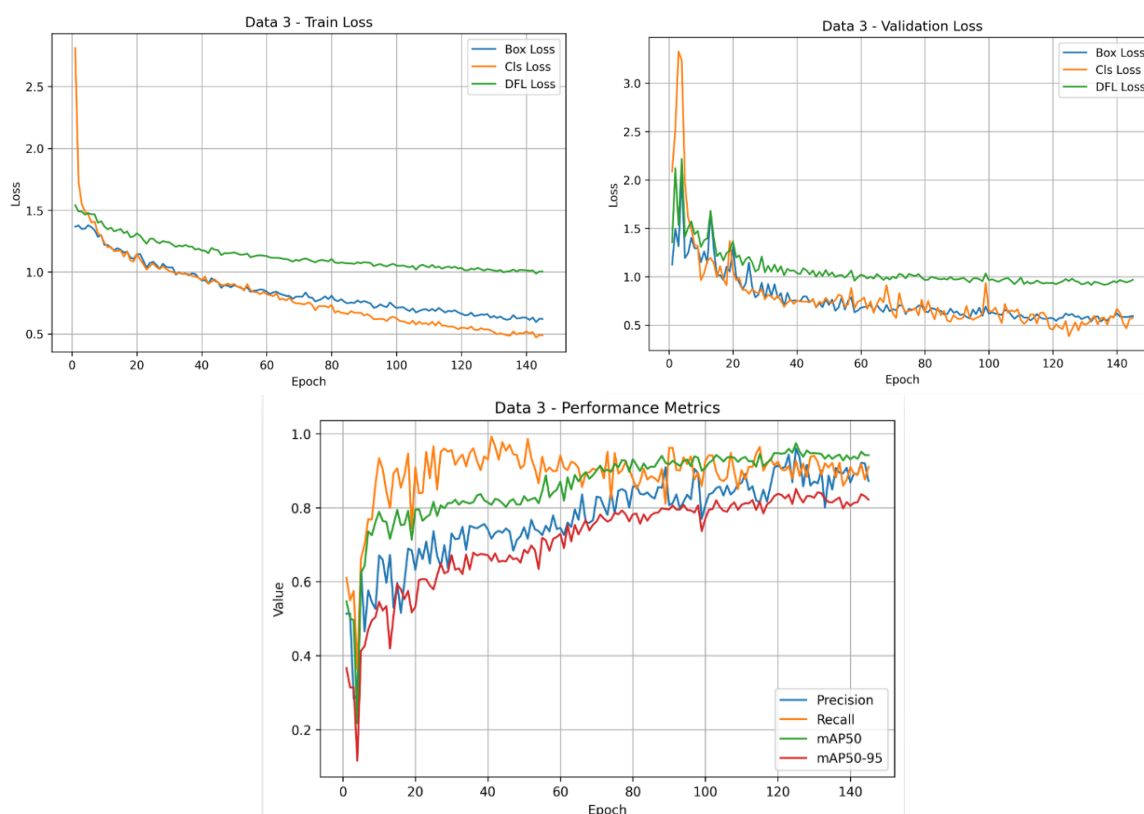 Data 3 - Train Loss
Loss
2.5
2.0
1.5
1.0
0.5
0
20
40
60
80
100
120
140
Epoch
Box Loss
Cls Loss
DFL Loss
Data 3 - Validation Loss
Loss
3.0
2.5
2.0
1.5
1.0
0.5
0
20
40
60
80
100
120
140
Epoch
Box Loss
Cls Loss
DFL Loss
Data 3 - Performance Metrics
Value
1.0
0.8
0.6
0.4
0.2
0
20
40
60
80
100
120
140
Epoch
Precision
Recall
mAP50
mAP50-95